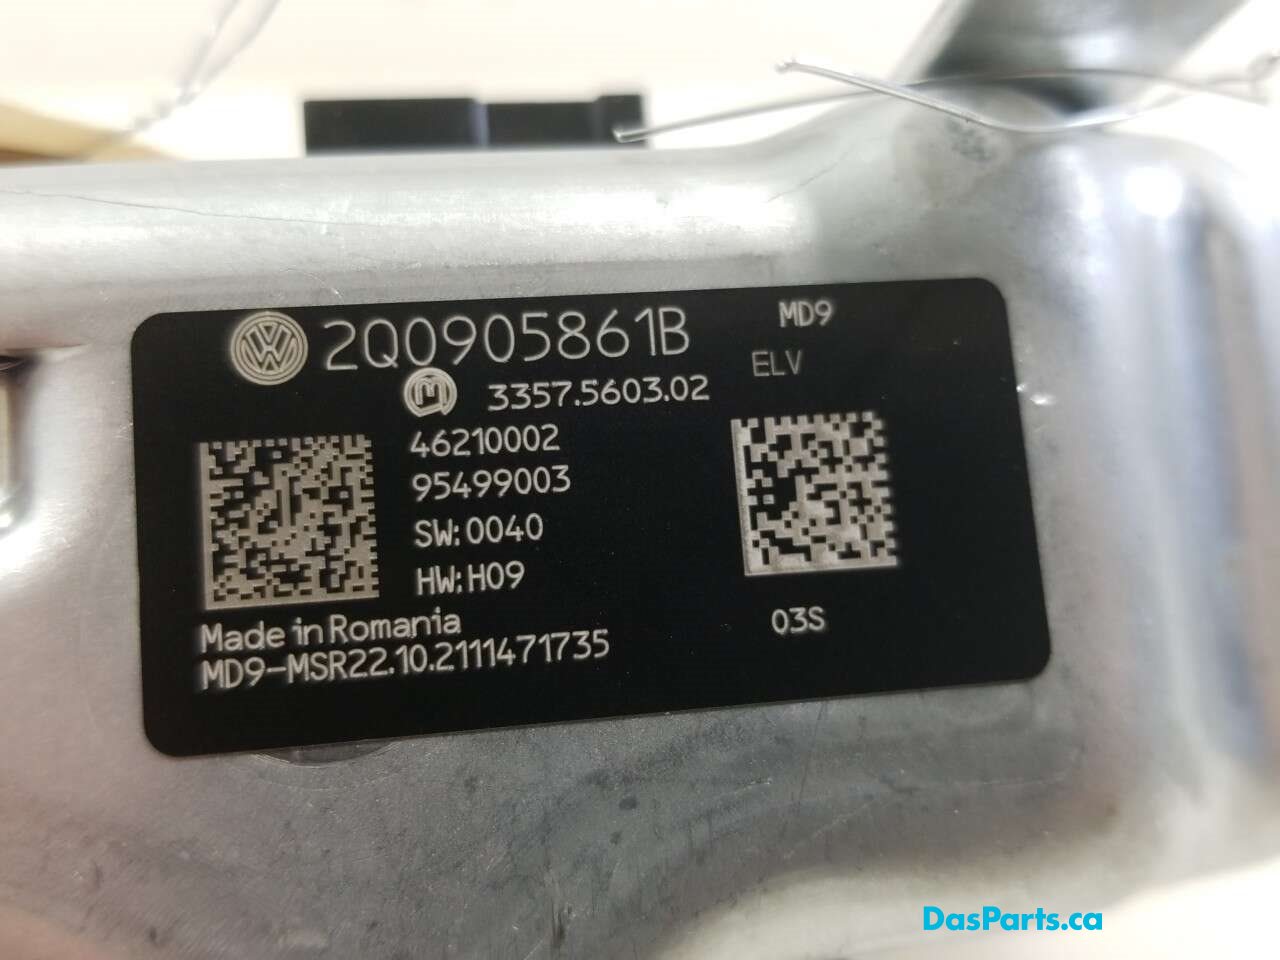 2Q0905861B
MD9
ELV
3357.5603.02
46210002
95499003
SW:0040
HW:H09
Made in Romania
MD9-MSR22.10.2111471735
03S
DasParts.ca